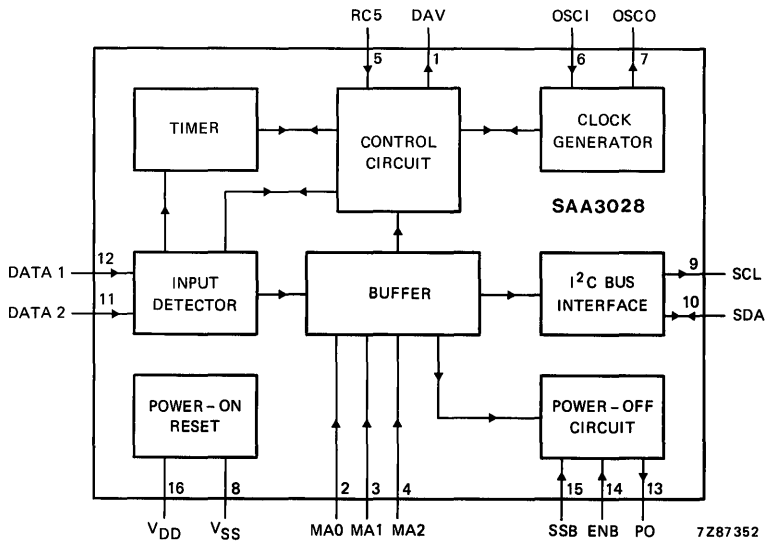 RC5 DAV OSCI OSCO
5 1 6 7
TIMER
CONTROL
CIRCUIT
CLOCK
GENERATOR
SAA3028
DATA 1 12
DATA 2 11
INPUT
DETECTOR
BUFFER
I²C BUS
INTERFACE
9 SCL
10 SDA
POWER-ON
RESET
POWER-OFF
CIRCUIT
16 8 2 3 4 15 14 13
VDD VSS MA0 MA1 MA2 SSB ENB PO 7Z87352